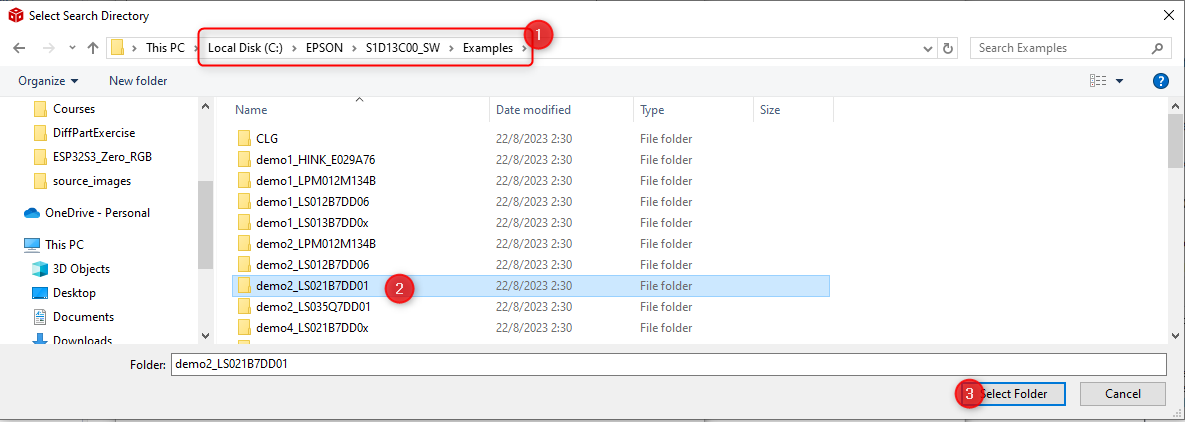 Select Search Directory
This PC > Local Disk (C:) > EPSON > S1D13C00_SW > Examples > 1
Search Examples
Organize New folder
Name Date modified Type Size
Courses
DiffPartExercise
ESP32S3_Zero_RGB
source_images
OneDrive - Personal
This PC
3D Objects
Desktop
Documents
Downloads
CLG 22/8/2023 2:30 File folder
demo1_HINK_E029A76 22/8/2023 2:30 File folder
demo1_LPM012M134B 22/8/2023 2:30 File folder
demo1_LS012B7DD06 22/8/2023 2:30 File folder
demo1_LS013B7DD0x 22/8/2023 2:30 File folder
demo2_LPM012M134B 22/8/2023 2:30 File folder
demo2_LS012B7DD06 22/8/2023 2:30 File folder
demo2_LS021B7DD01 2 22/8/2023 2:30 File folder
demo2_LS035Q7DD01 22/8/2023 2:30 File folder
demo4_LS021B7DD0x 22/8/2023 2:30 File folder
Folder: demo2_LS021B7DD01
3 Select Folder Cancel